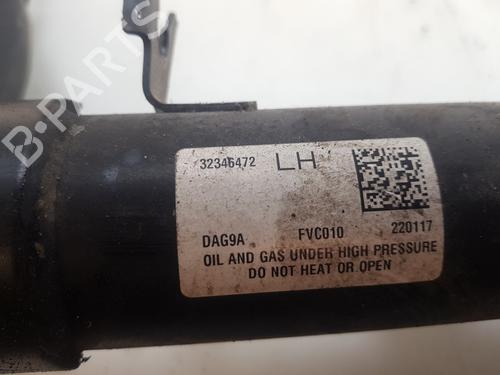 B-PARTS
32346472 LH
DAG9A FVC010 220117
OIL AND GAS UNDER HIGH PRESSURE
DO NOT HEAT OR OPEN